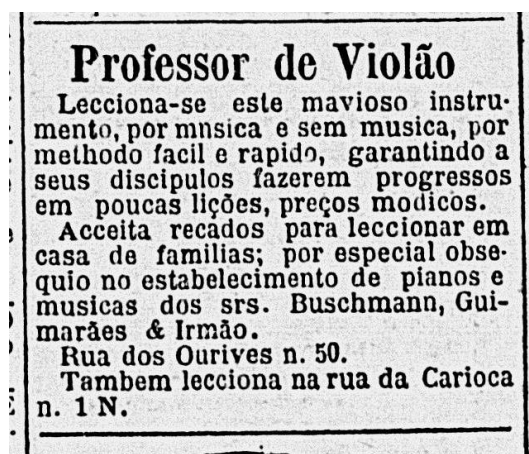 Professor de Violão
Lecciona-se este mavioso instru-
mento, por mnsica e sem musica, por
methodo facil e rapido, garantindo a
seus discipulos fazerem progressos
em poucas lições, preços modicos.
Acceita recados para leccionar em
casa de familias; por especial obse-
quio no estabelecimento de pianos e
musicas dos srs. Buschmann, Gui-
marães & Irmão.
Rua dos Ourives n. 50.
Tambem lecciona na rua da Carioca
n. 1 N.